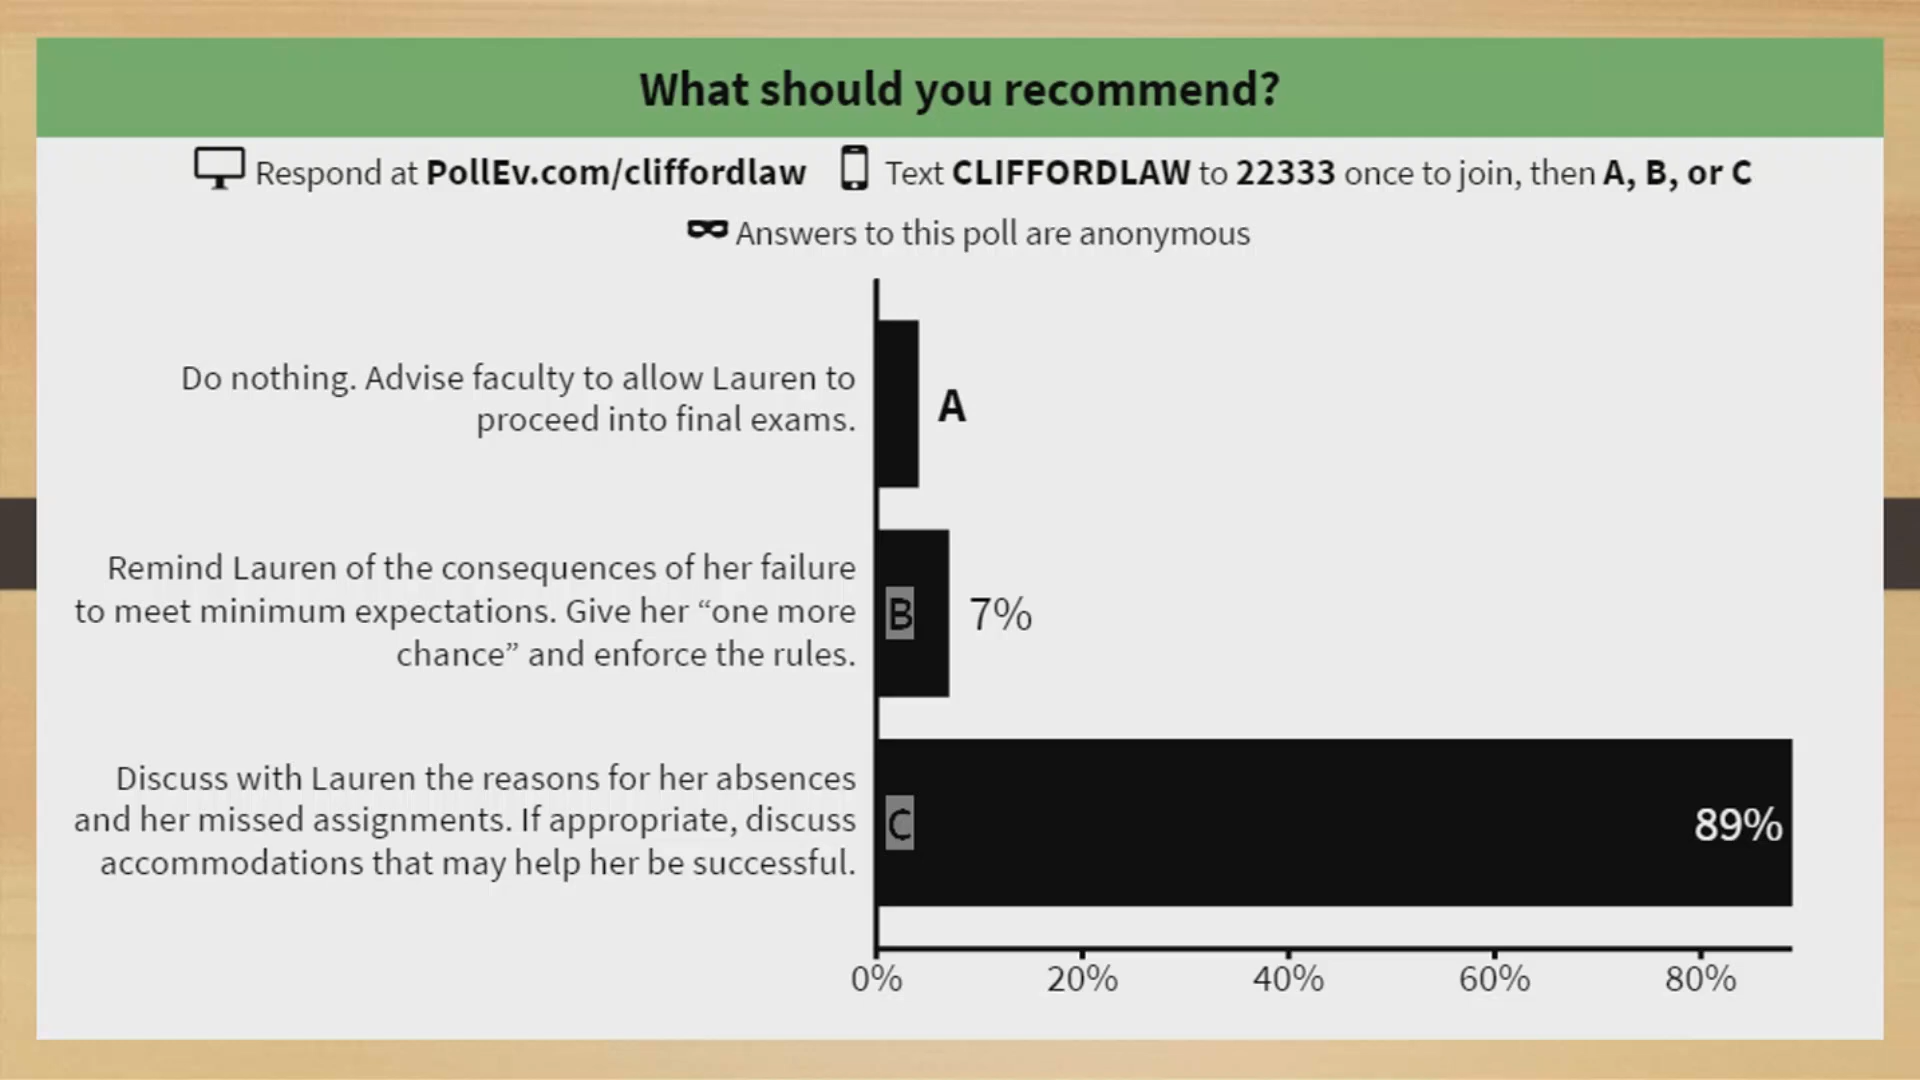 What should you recommend?
Respond at PollEv.com/cliffordlaw Text CLIFFORDLAW to 22333 once to join, then A, B, or C
Answers to this poll are anonymous
Do nothing. Advise faculty to allow Lauren to
proceed into final exams.
A
Remind Lauren of the consequences of her failure
to meet minimum expectations. Give her “one more
chance” and enforce the rules.
B 7%
Discuss with Lauren the reasons for her absences
and her missed assignments. If appropriate, discuss
accommodations that may help her be successful.
C 89%
0% 20% 40% 60% 80%